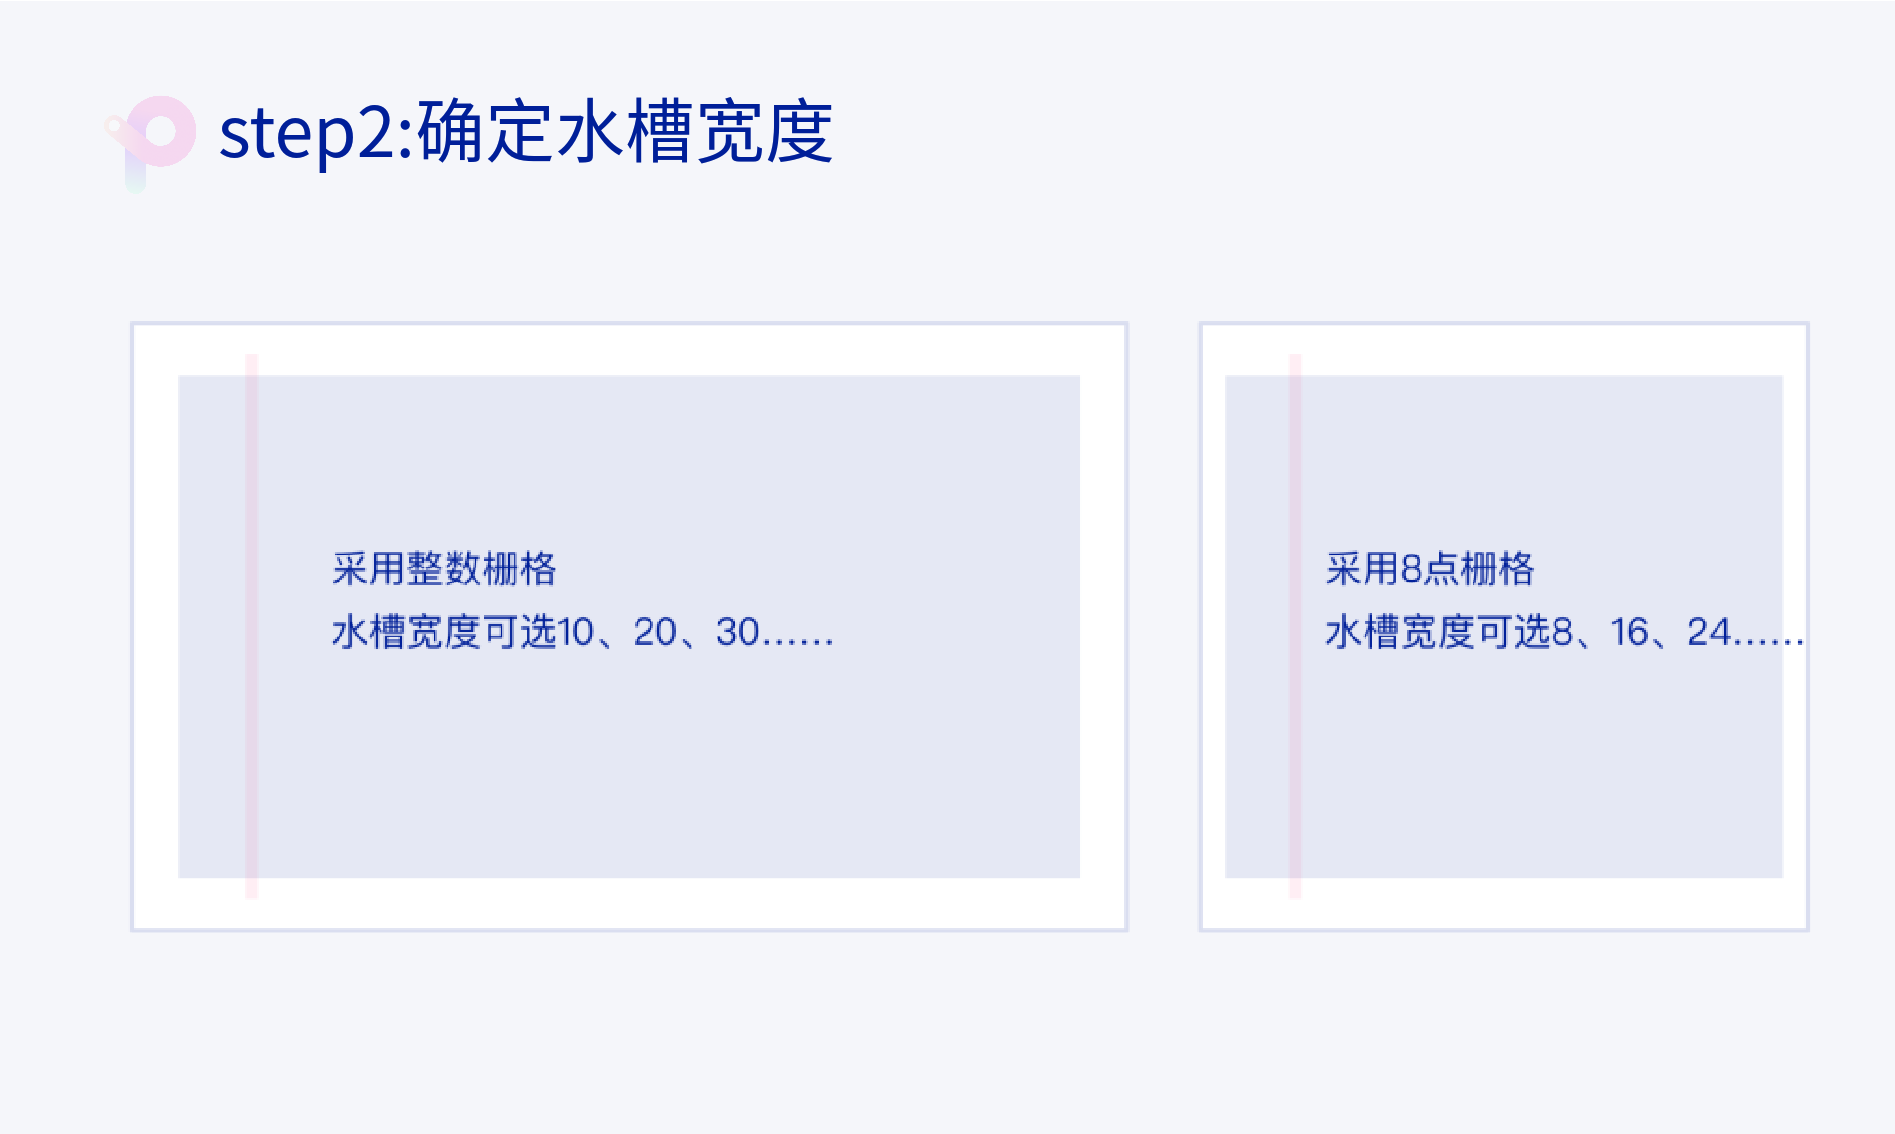 step2:确定水槽宽度
采用整数栅格
水槽宽度可选10、20、30……
采用8点栅格
水槽宽度可选8、16、24……